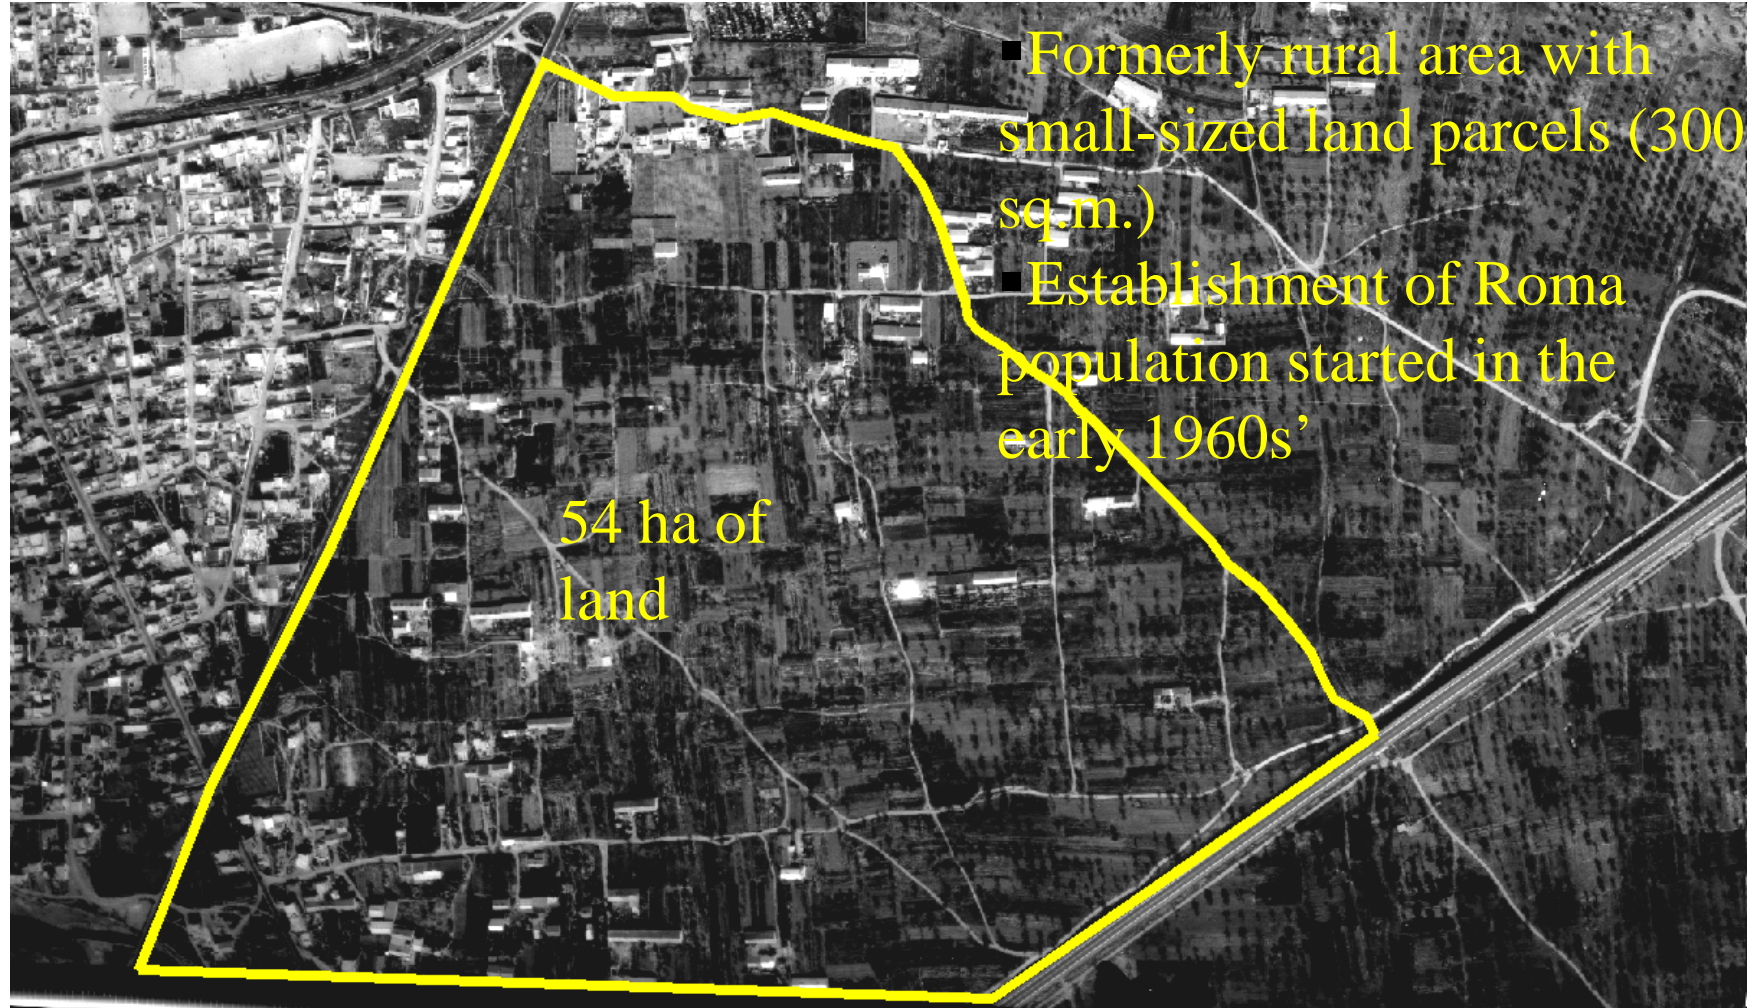 ▪Formerly rural area with
small-sized land parcels (300
sq.m.)
▪Establishment of Roma
population started in the
early 1960s’
54 ha of
land